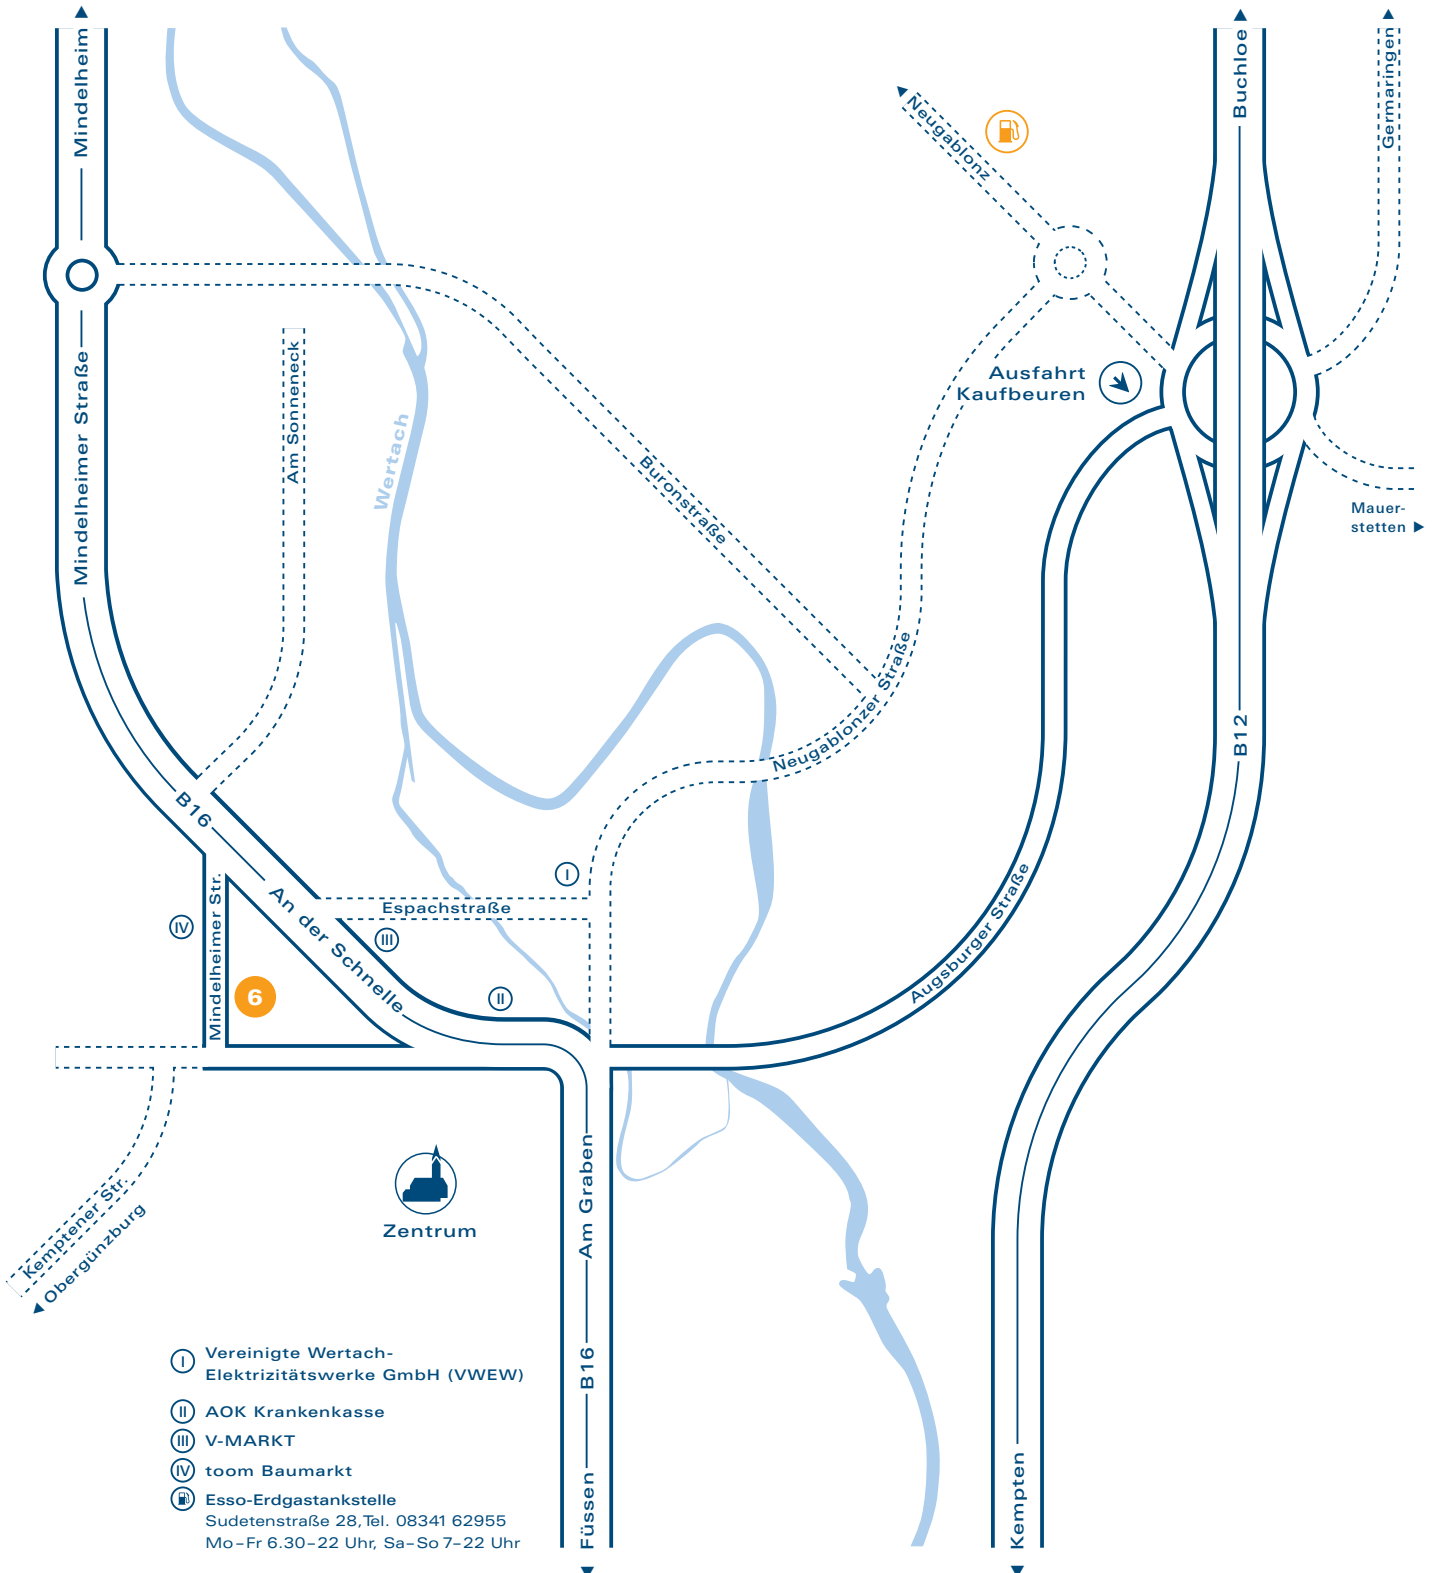 Mindelheim
Buchloe
Germaringen
Neugablonz
Mindelheimer Straße
Am Sonneck
Wertach
Buronstraße
Ausfahrt
Kaufbeuren
Mauer-
stetten
Neugablonzer Straße
B12
B16
An der Schnelle
I
Espachstraße
Mindelheimer Str.
IV
III
II
6
Augsburger Straße
Kemptener Str.
Obergünzburg
Zentrum
Am Graben
B16
Füssen
Kempten
I Vereinigte Wertach-
Elektrizitätswerke GmbH (VWEW)
II AOK Krankenkasse
III V-MARKT
IV toom Baumarkt
Esso-Erdgastankstelle
Sudetenstraße 28,Tel. 08341 62955
Mo–Fr 6.30–22 Uhr, Sa–So 7–22 Uhr